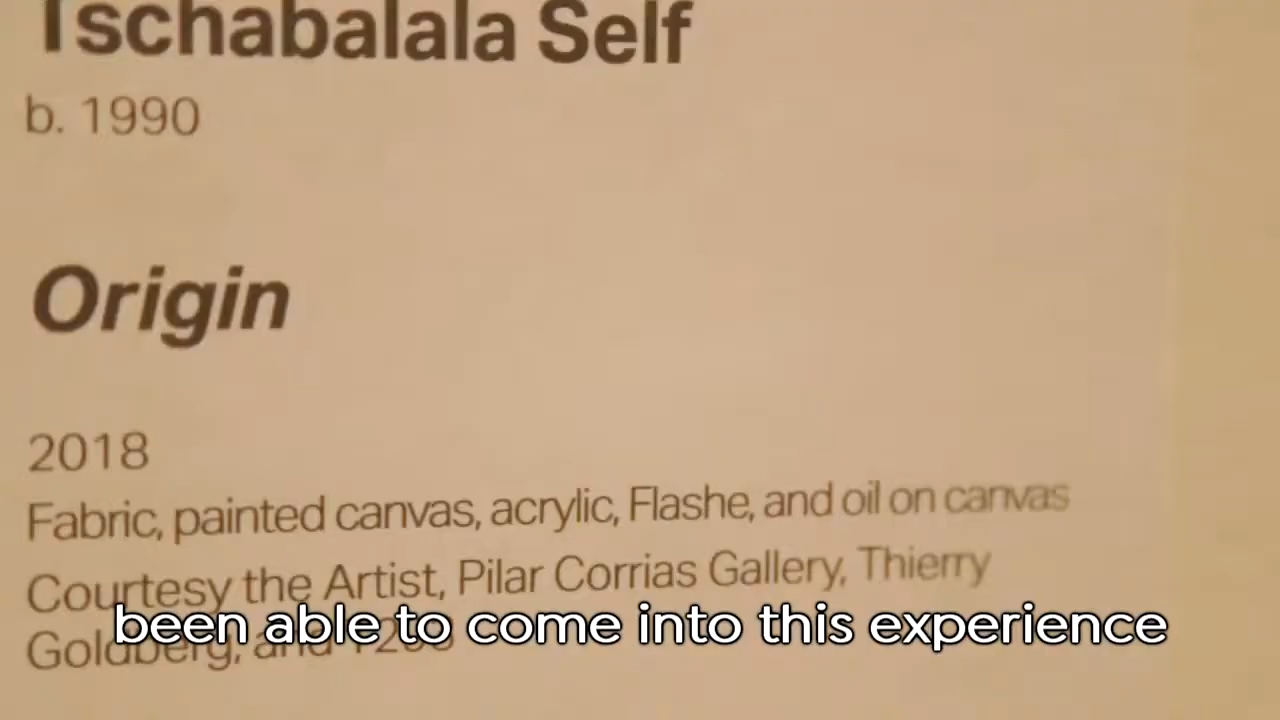 Tschabalala Self
b. 1990
Origin
2018
Fabric, painted canvas, acrylic, Flashe, and oil on canvas
Courtesy the Artist, Pilar Corrias Gallery, Thierry
Goldberg, and
been able to come into this experience